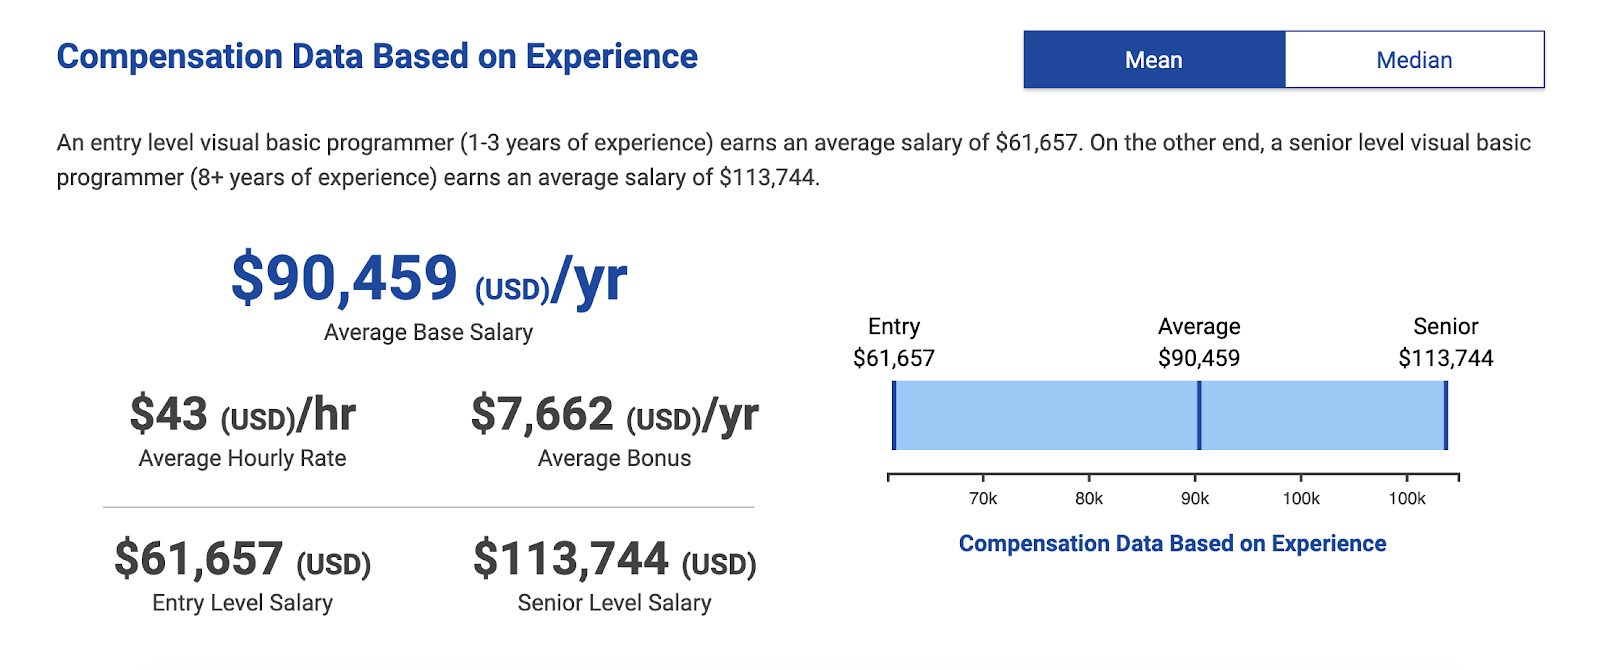 Compensation Data Based on Experience
Mean
Median
An entry level visual basic programmer (1-3 years of experience) earns an average salary of $61,657. On the other end, a senior level visual basic
programmer (8+ years of experience) earns an average salary of $113,744.
$90,459 (USD)/yr
Average Base Salary
$43 (USD)/hr
Average Hourly Rate
$7,662 (USD)/yr
Average Bonus
$61,657 (USD)
Entry Level Salary
$113,744 (USD)
Senior Level Salary
Entry
$61,657
Average
$90,459
Senior
$113,744
70k 80k 90k 100k 100k
Compensation Data Based on Experience